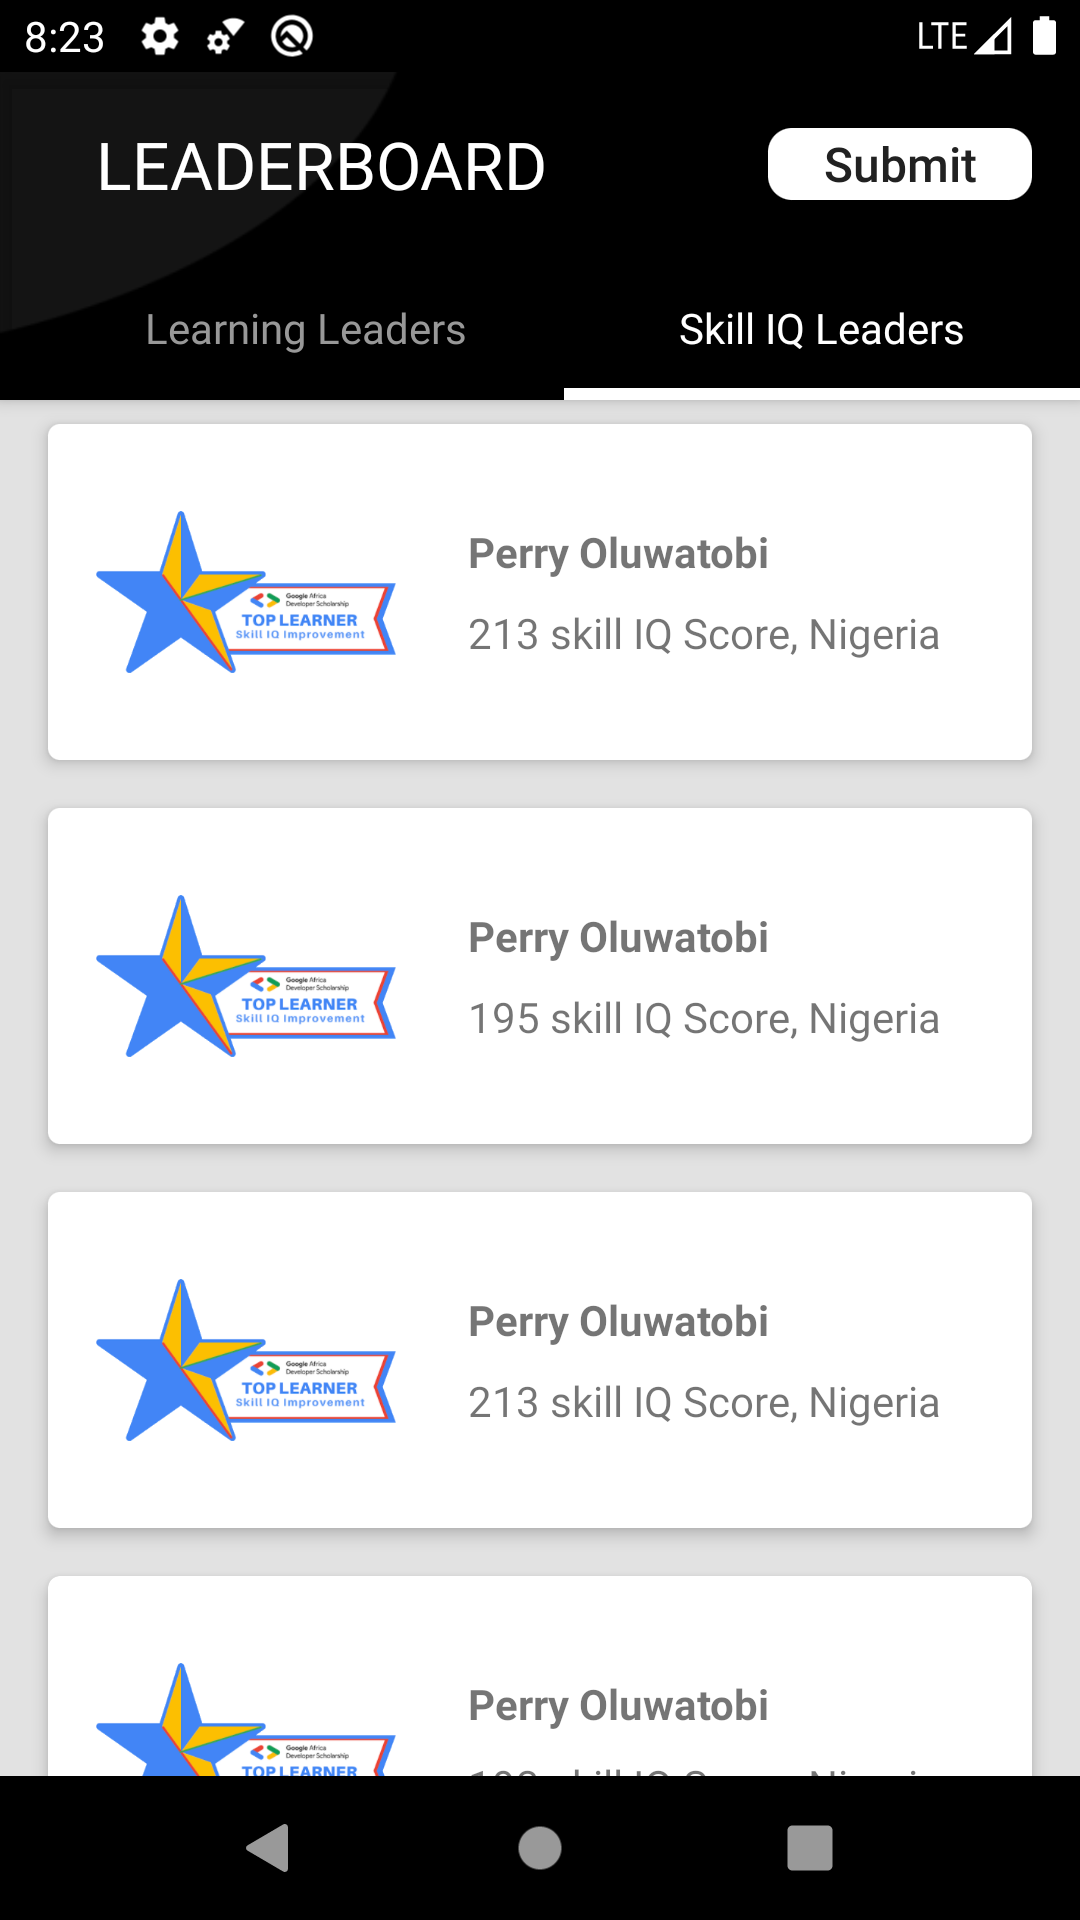 8:23
LTE
LEADERBOARD
Submit
Learning Leaders
Skill IQ Leaders
Google Africa
Developer Scholarship
TOP LEARNER
Skill IQ Improvement
Perry Oluwatobi
213 skill IQ Score, Nigeria
Google Africa
Developer Scholarship
TOP LEARNER
Skill IQ Improvement
Perry Oluwatobi
195 skill IQ Score, Nigeria
Google Africa
Developer Scholarship
TOP LEARNER
Skill IQ Improvement
Perry Oluwatobi
213 skill IQ Score, Nigeria
Google Africa
Developer Scholarship
TOP LEARNER
Perry Oluwatobi